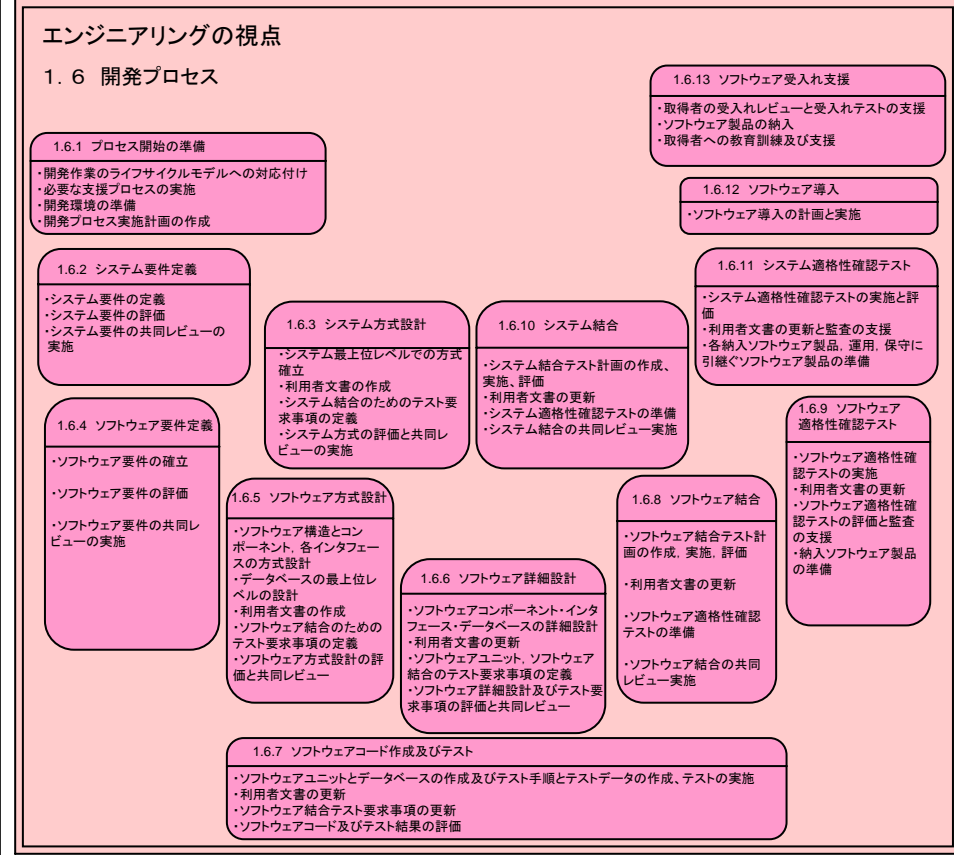 エンジニアリングの視点
1．6 開発プロセス
1.6.1 プロセス開始の準備
・開発作業のライフサイクルモデルへの対応付け
・必要な支援プロセスの実施
・開発環境の準備
・開発プロセス実施計画の作成
1.6.2 システム要件定義
・システム要件の定義
・システム要件の評価
・システム要件の共同レビューの
実施
1.6.3 システム方式設計
・システム最上位レベルでの方式
確立
・利用者文書の作成
・システム結合のためのテスト要
求事項の定義
・システム方式の評価と共同レ
ビューの実施
1.6.4 ソフトウェア要件定義
・ソフトウェア要件の確立
・ソフトウェア要件の評価
・ソフトウェア要件の共同レ
ビューの実施
1.6.5 ソフトウェア方式設計
・ソフトウェア構造とコン
ポーネント，各インタフェー
スの方式設計
・データベースの最上位レ
ベルの設計
・利用者文書の作成
・ソフトウェア結合のための
テスト要求事項の定義
・ソフトウェア方式設計の評
価と共同レビュー
1.6.6 ソフトウェア詳細設計
・ソフトウェアコンポーネント・インタ
フェース・データベースの詳細設計
・利用者文書の更新
・ソフトウェアユニット，ソフトウェア
結合のテスト要求事項の定義
・ソフトウェア詳細設計及びテスト要
求事項の評価と共同レビュー
1.6.7 ソフトウェアコード作成及びテスト
・ソフトウェアユニットとデータベースの作成及びテスト手順とテストデータの作成、テストの実施
・利用者文書の更新
・ソフトウェア結合テスト要求事項の更新
・ソフトウェアコード及びテスト結果の評価
1.6.8 ソフトウェア結合
・ソフトウェア結合テスト計
画の作成，実施，評価
・利用者文書の更新
・ソフトウェア適格性確認
テストの準備
・ソフトウェア結合の共同
レビュー実施
1.6.9 ソフトウェア
適格性確認テスト
・ソフトウェア適格性確
認テストの実施
・利用者文書の更新
・ソフトウェア適格性確
認テストの評価と監査
の支援
・納入ソフトウェア製品
の準備
1.6.10 システム結合
・システム結合テスト計画の作成、
実施、評価
・利用者文書の更新
・システム適格性確認テストの準備
・システム結合の共同レビュー実施
1.6.11 システム適格性確認テスト
・システム適格性確認テストの実施と評
価
・利用者文書の更新と監査の支援
・各納入ソフトウェア製品，運用，保守に
引継ぐソフトウェア製品の準備
1.6.12 ソフトウェア導入
・ソフトウェア導入の計画と実施
1.6.13 ソフトウェア受入れ支援
・取得者の受入れレビューと受入れテストの支援
・ソフトウェア製品の納入
・取得者への教育訓練及び支援